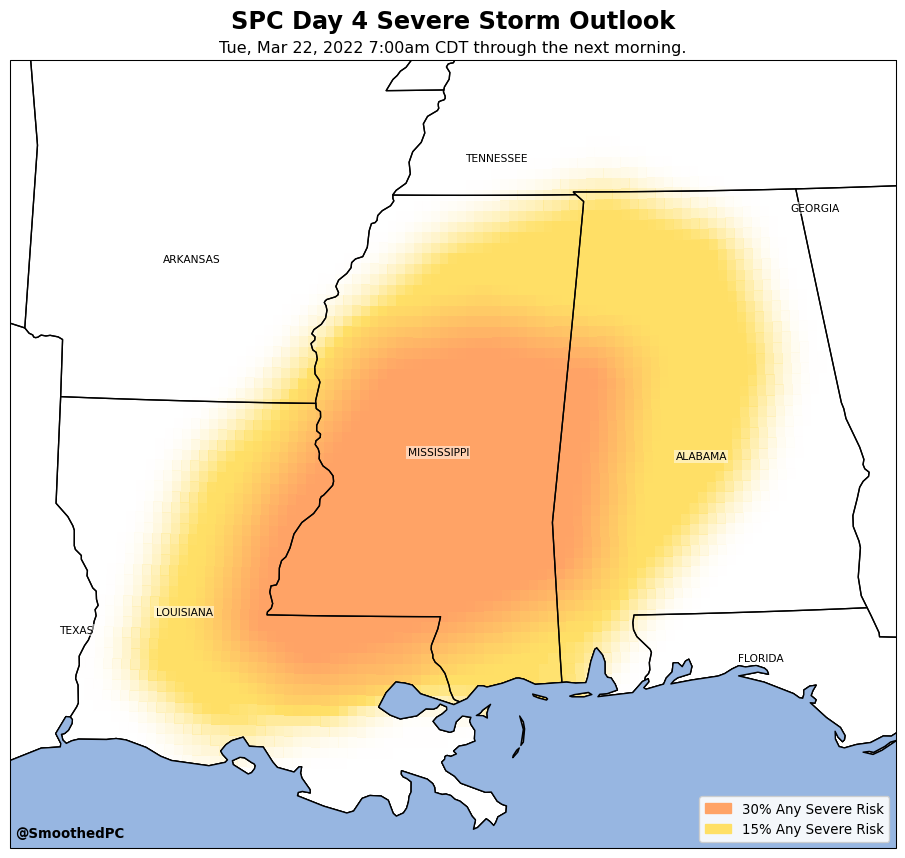 SPC Day 4 Severe Storm Outlook
Tue, Mar 22, 2022 7:00am CDT through the next morning.
TENNESSEE
GEORGIA
ARKANSAS
MISSISSIPPI
ALABAMA
LOUISIANA
TEXAS
FLORIDA
30% Any Severe Risk
15% Any Severe Risk
@SmoothedPC